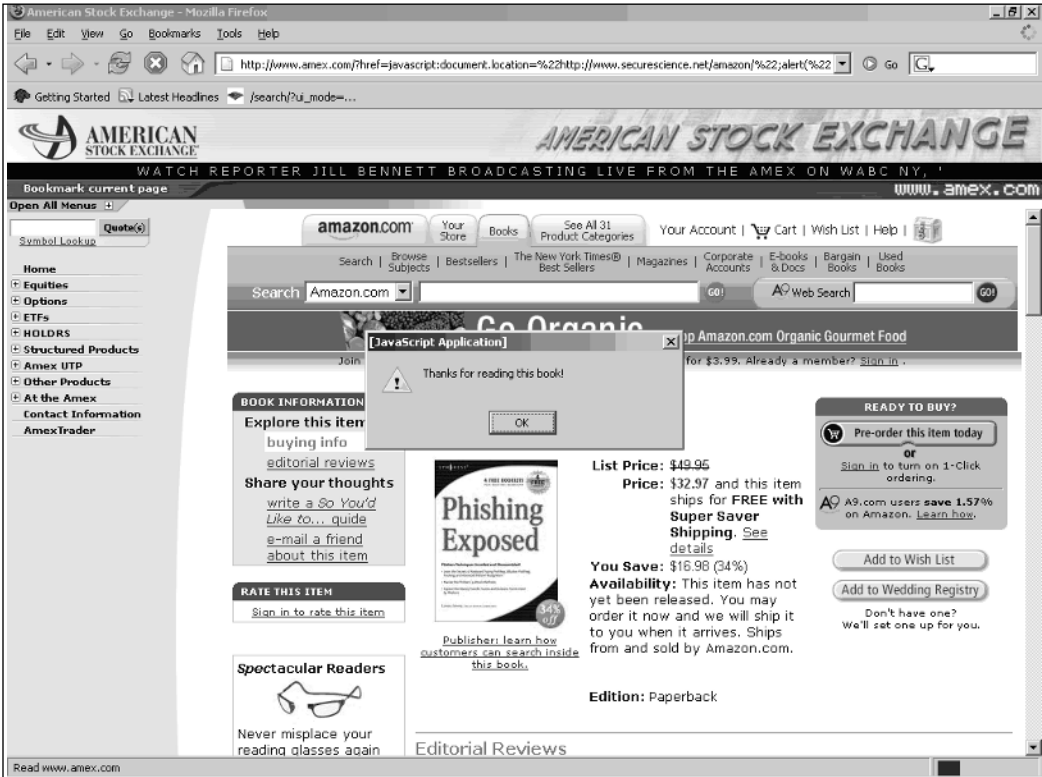 American Stock Exchange - Mozilla Firefox
File Edit View Go Bookmarks Tools Help
http://www.amex.com/?href=javascript:document.location=%22http://www.securescience.net/amazon/%22;alert(%22
Go
G
Getting Started Latest Headlines /search/?ui_mode=...
AMERICAN
STOCK EXCHANGE
AMERICAN STOCK EXCHANGE
WATCH REPORTER JILL BENNETT BROADCASTING LIVE FROM THE AMEX ON WABC NY, '
Bookmark current page
www.amex.com
Open All Menus
Quote(s)
Symbol Lookup
Home
Equities
Options
ETFs
HOLDRS
Structured Products
Amex UTP
Other Products
At the Amex
Contact Information
AmexTrader
amazon.com
Your Store
Books
See All 31 Product Categories
Your Account | Cart | Wish List | Help |
Search | Browse Subjects | Bestsellers | The New York Times® Best Sellers | Magazines | Corporate Accounts | E-books & Docs | Bargain Books | Used Books
Search Amazon.com GO! A9 Web Search GO!
Go Organic
op Amazon.com Organic Gourmet Food
Join
for $3.99. Already a member? Sign in .
[JavaScript Application]
Thanks for reading this book!
OK
BOOK INFORMATION
Explore this item
buying info
editorial reviews
Share your thoughts
write a So You'd
Like to... guide
e-mail a friend
about this item
RATE THIS ITEM
Sign in to rate this item
Spectacular Readers
Never misplace your
reading glasses again
Phishing
Exposed
34%
off
Publisher: learn how
customers can search inside
this book.
List Price: $49.95
Price: $32.97 and this item
ships for FREE with
Super Saver
Shipping. See
details
You Save: $16.98 (34%)
Availability: This item has not
yet been released. You may
order it now and we will ship it
to you when it arrives. Ships
from and sold by Amazon.com.
Edition: Paperback
Editorial Reviews
READY TO BUY?
Pre-order this item today
or
Sign in to turn on 1-Click
ordering.
A9 A9.com users save 1.57%
on Amazon. Learn how.
Add to Wish List
Add to Wedding Registry
Don't have one?
We'll set one up for you.
Read www.amex.com